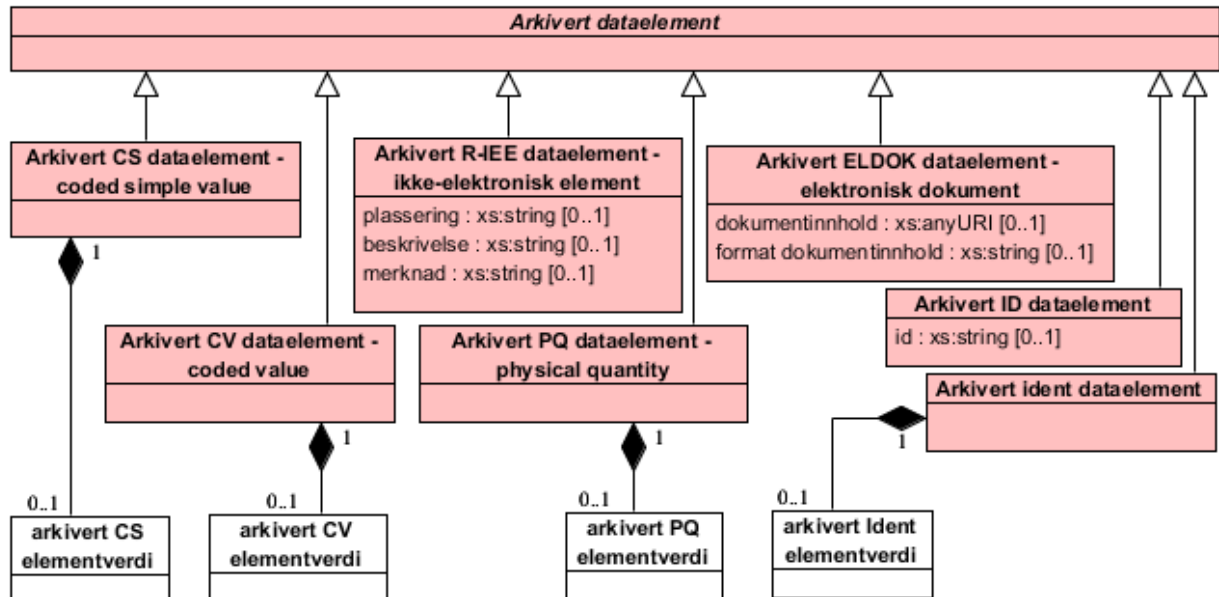 Arkivert dataelement
Arkivert CS dataelement -
coded simple value
1
0..1
arkivert CS
elementverdi
Arkivert CV dataelement -
coded value
1
0..1
arkivert CV
elementverdi
Arkivert R-IEE dataelement -
ikke-elektronisk element
plassering : xs:string [0..1]
beskrivelse : xs:string [0..1]
merknad : xs:string [0..1]
Arkivert PQ dataelement -
physical quantity
1
0..1
arkivert PQ
elementverdi
Arkivert ELDOK dataelement -
elektronisk dokument
dokumentinnhold : xs:anyURI [0..1]
format dokumentinnhold : xs:string [0..1]
Arkivert ID dataelement
id : xs:string [0..1]
Arkivert ident dataelement
1
0..1
arkivert Ident
elementverdi